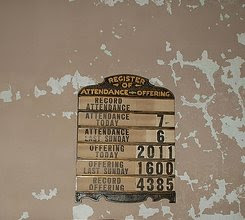 REGISTER
OF
ATTENDANCE AND OFFERING
RECORD
ATTENDANCE
ATTENDANCE
TODAY 7
ATTENDANCE
LAST SUNDAY 6
OFFERING
TODAY 2011
OFFERING
LAST SUNDAY 1600
RECORD
OFFERING 4385